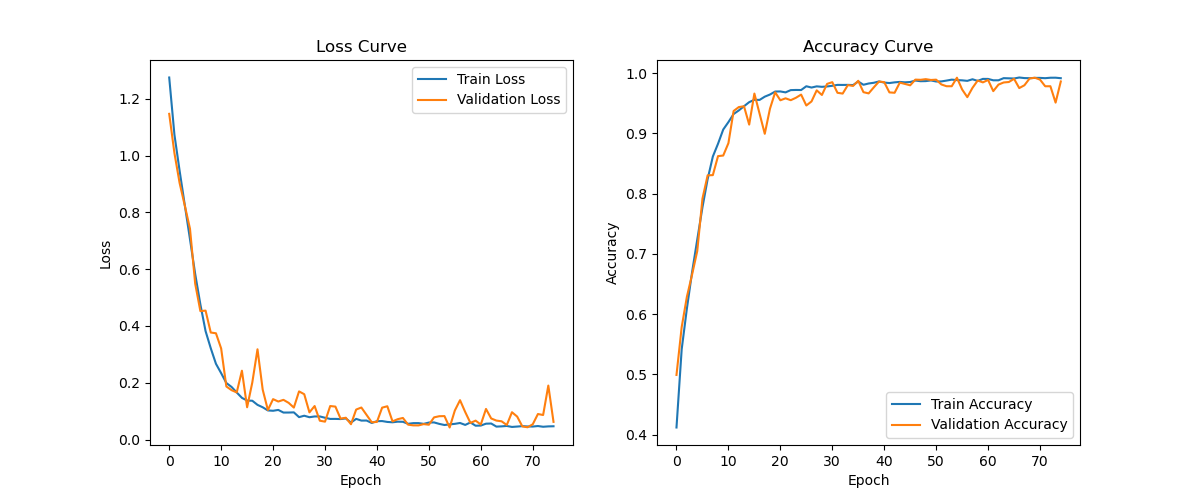 Loss Curve
Train Loss
Validation Loss
Loss
1.2
1.0
0.8
0.6
0.4
0.2
0.0
0 10 20 30 40 50 60 70
Epoch
Accuracy Curve
Accuracy
1.0
0.9
0.8
0.7
0.6
0.5
0.4
Train Accuracy
Validation Accuracy
0 10 20 30 40 50 60 70
Epoch